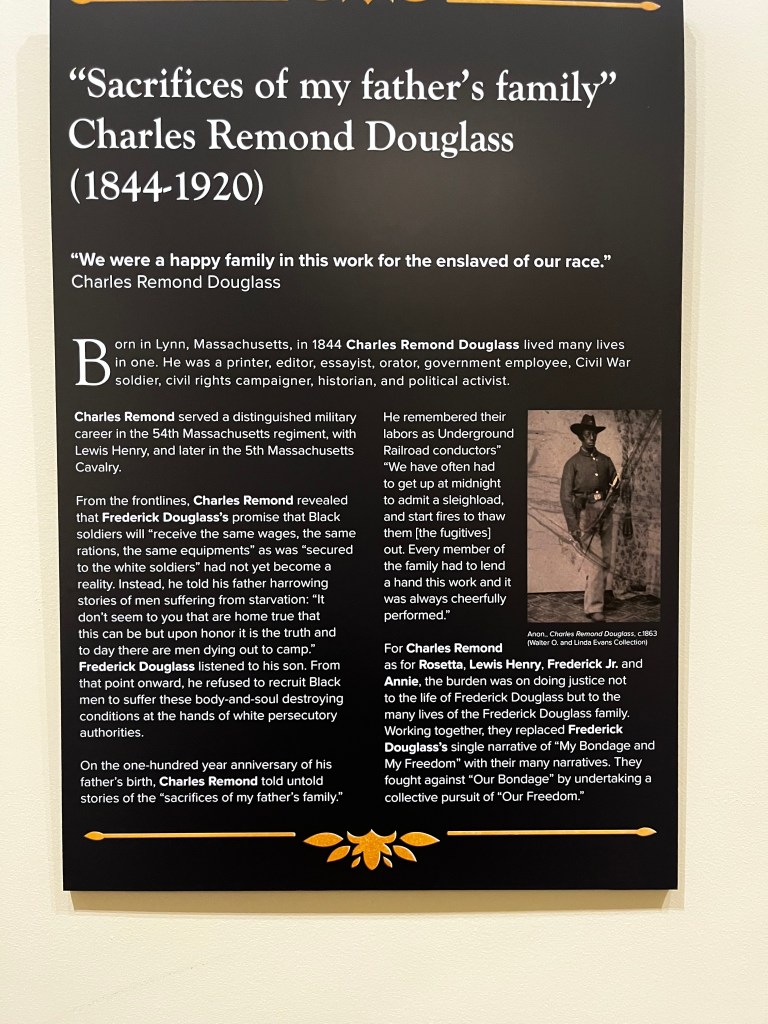 “Sacrifices of my father’s family”
Charles Remond Douglass
(1844-1920)
“We were a happy family in this work for the enslaved of our race.”
Charles Remond Douglass
Born in Lynn, Massachusetts, in 1844 Charles Remond Douglass lived many lives
in one. He was a printer, editor, essayist, orator, government employee, Civil War
soldier, civil rights campaigner, historian, and political activist.
Charles Remond served a distinguished military
career in the 54th Massachusetts regiment, with
Lewis Henry, and later in the 5th Massachusetts
Cavalry.
From the frontlines, Charles Remond revealed
that Frederick Douglass’s promise that Black
soldiers will “receive the same wages, the same
rations, the same equipments” as was “secured
to the white soldiers” had not yet become a
reality. Instead, he told his father harrowing
stories of men suffering from starvation: “It
don’t seem to you that are home true that
this can be but upon honor it is the truth and
to day there are men dying out to camp.”
Frederick Douglass listened to his son. From
that point onward, he refused to recruit Black
men to suffer these body-and-soul destroying
conditions at the hands of white persecutory
authorities.
On the one-hundred year anniversary of his
father’s birth, Charles Remond told untold
stories of the “sacrifices of my father’s family.”
He remembered their
labors as Underground
Railroad conductors”
“We have often had
to get up at midnight
to admit a sleighload,
and start fires to thaw
them [the fugitives]
out. Every member of
the family had to lend
a hand this work and it
was always cheerfully
performed.”
Anon., Charles Remond Douglass, c.1863
(Walter O. and Linda Evans Collection)
For Charles Remond
as for Rosetta, Lewis Henry, Frederick Jr. and
Annie, the burden was on doing justice not
to the life of Frederick Douglass but to the
many lives of the Frederick Douglass family.
Working together, they replaced Frederick
Douglass’s single narrative of “My Bondage and
My Freedom” with their many narratives. They
fought against “Our Bondage” by undertaking a
collective pursuit of “Our Freedom.”